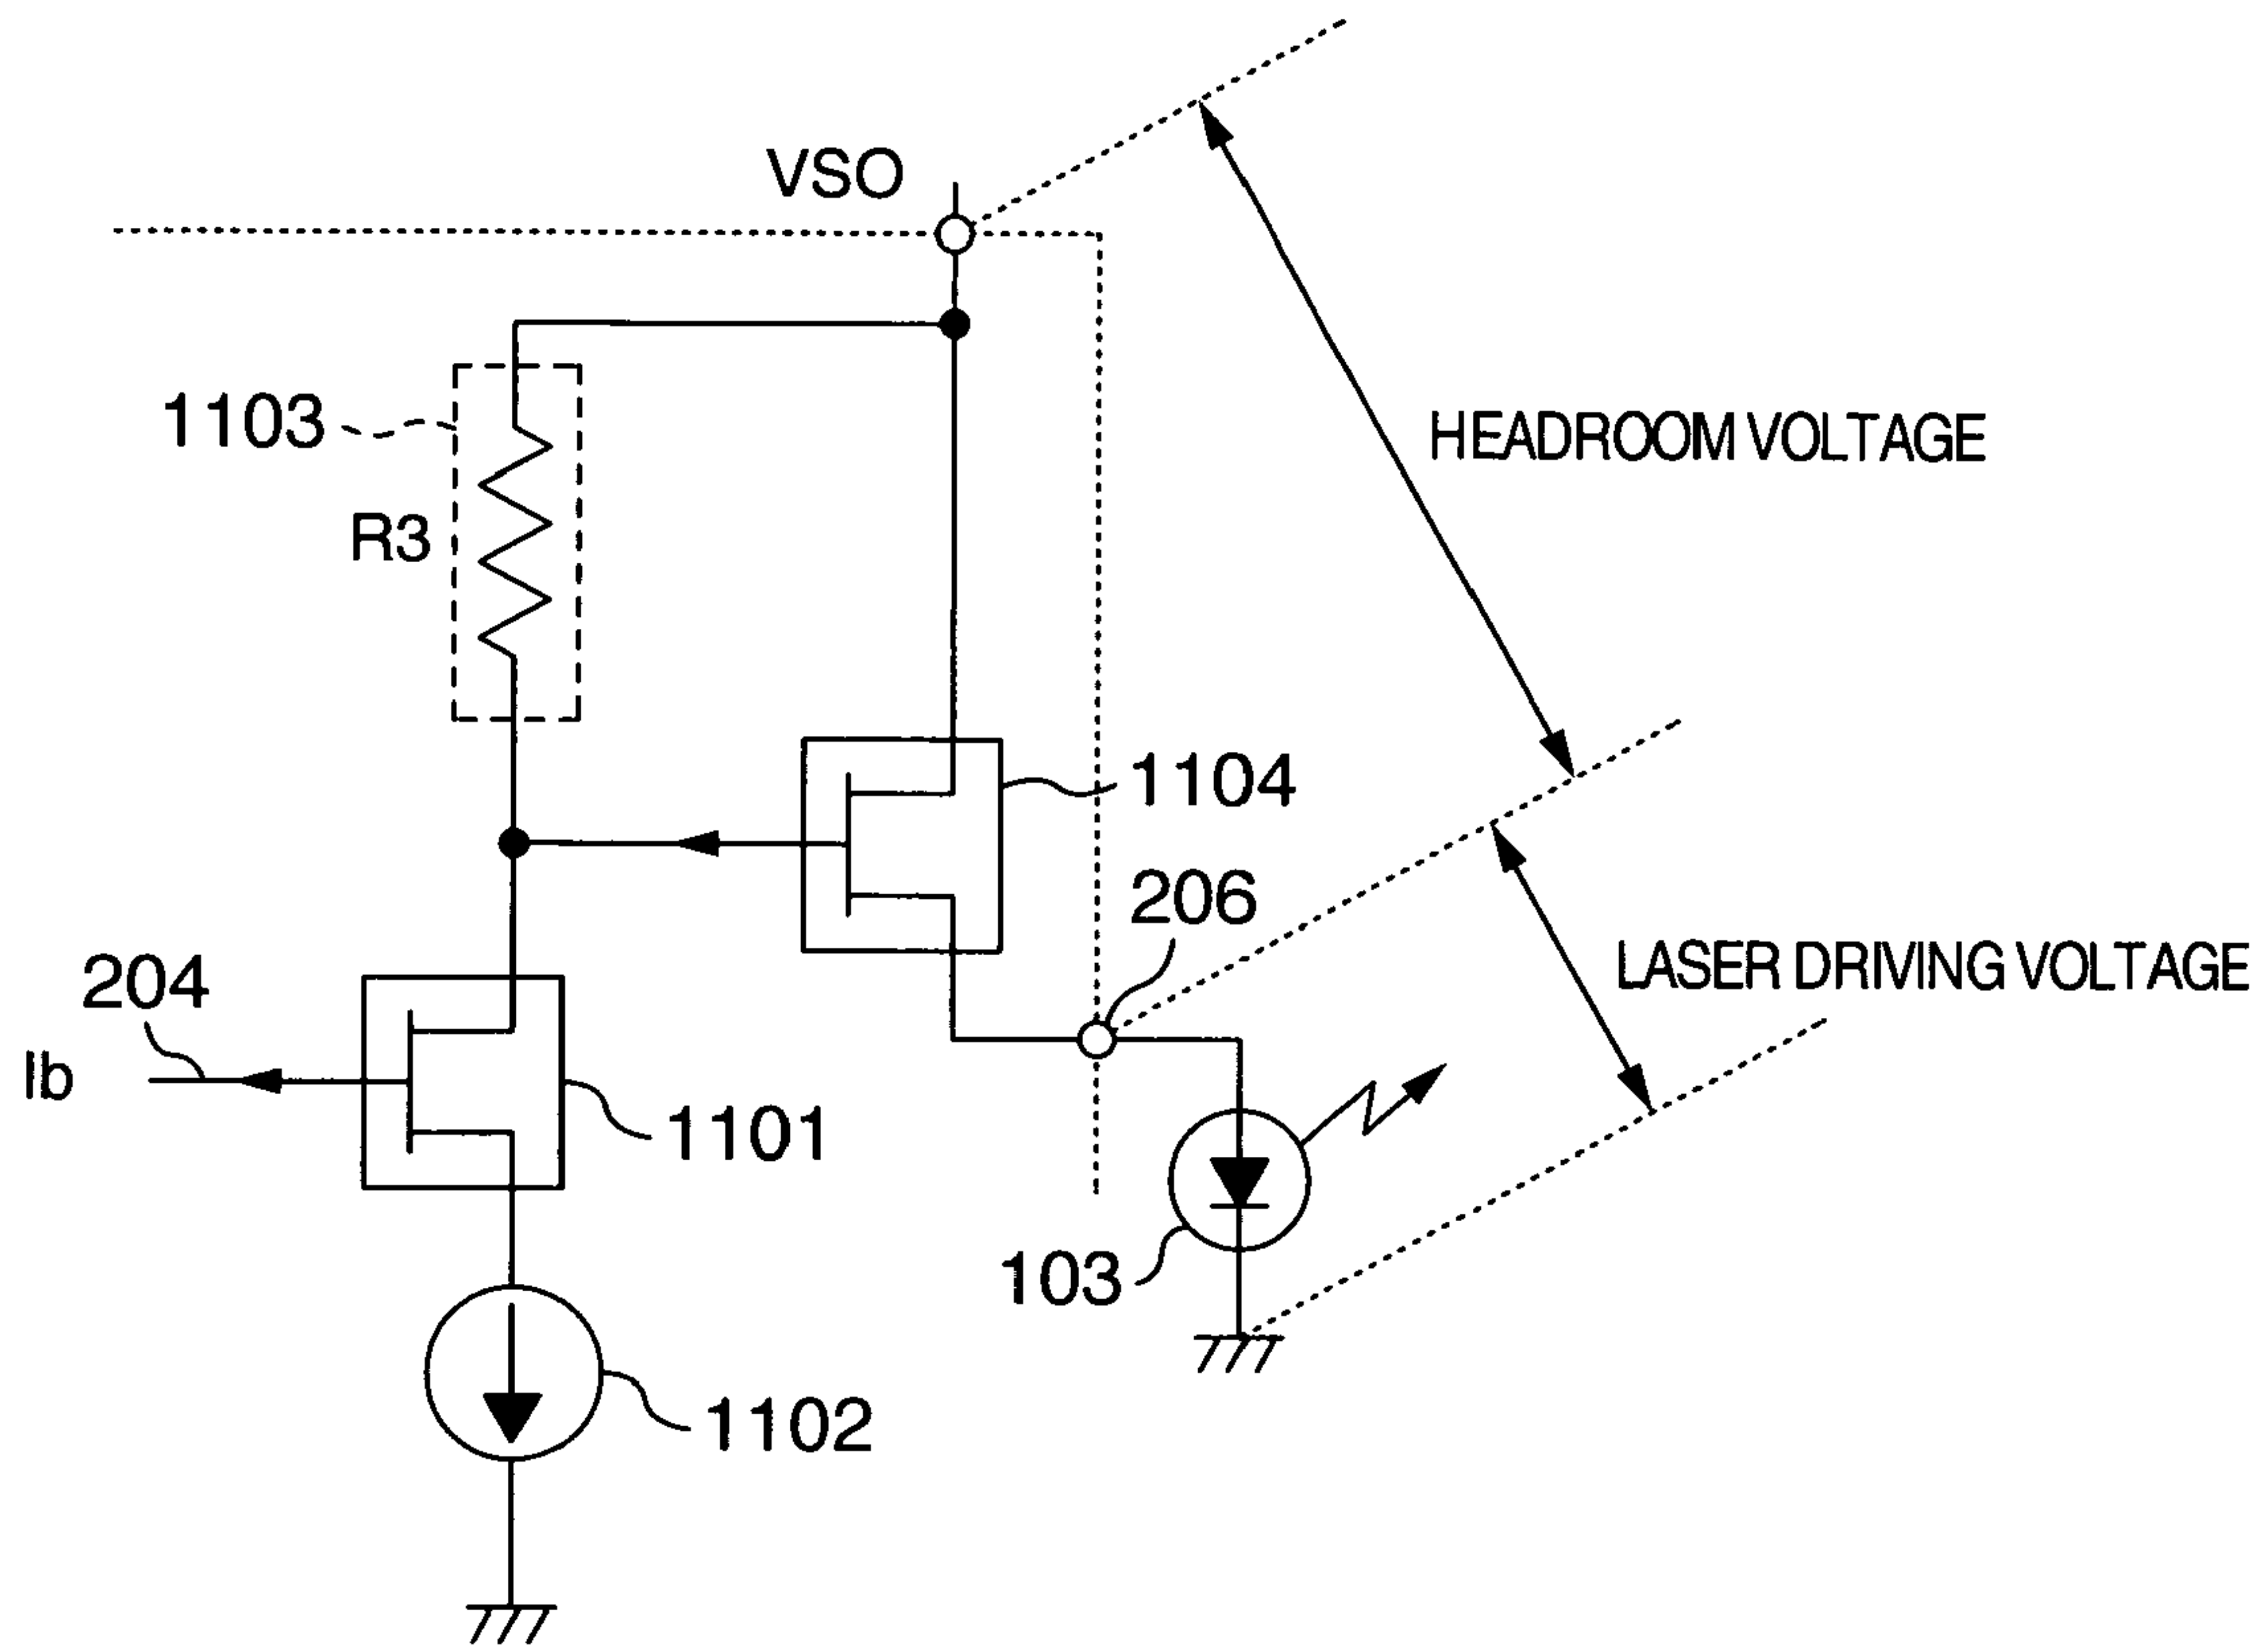 VSO
1103
HEADROOM VOLTAGE
R3
1104
206
204
LASER DRIVING VOLTAGE
Ib
1101
103
1102